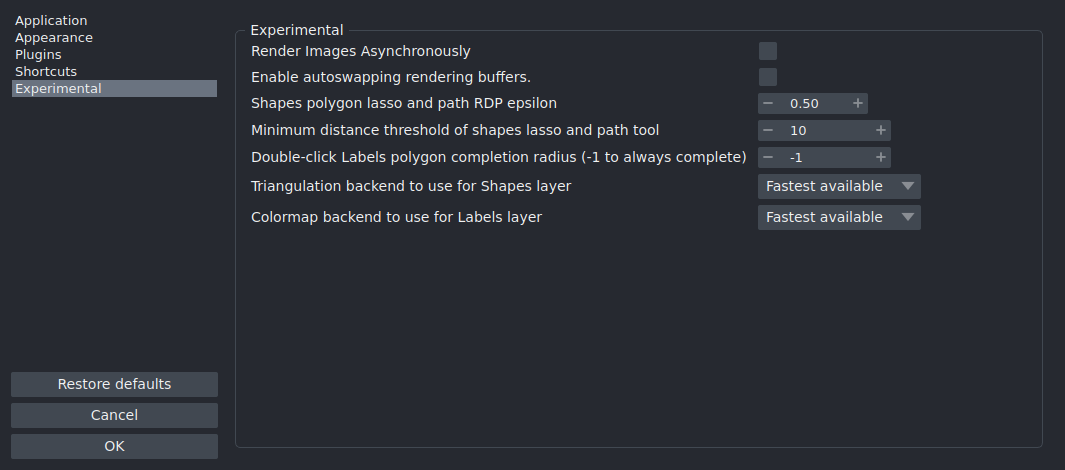 Application
Appearance
Plugins
Shortcuts
Experimental
Restore defaults
Cancel
OK
Experimental
Render Images Asynchronously
Enable autoswapping rendering buffers.
Shapes polygon lasso and path RDP epsilon − 0.50 +
Minimum distance threshold of shapes lasso and path tool − 10 +
Double-click Labels polygon completion radius (-1 to always complete) − -1 +
Triangulation backend to use for Shapes layer Fastest available
Colormap backend to use for Labels layer Fastest available